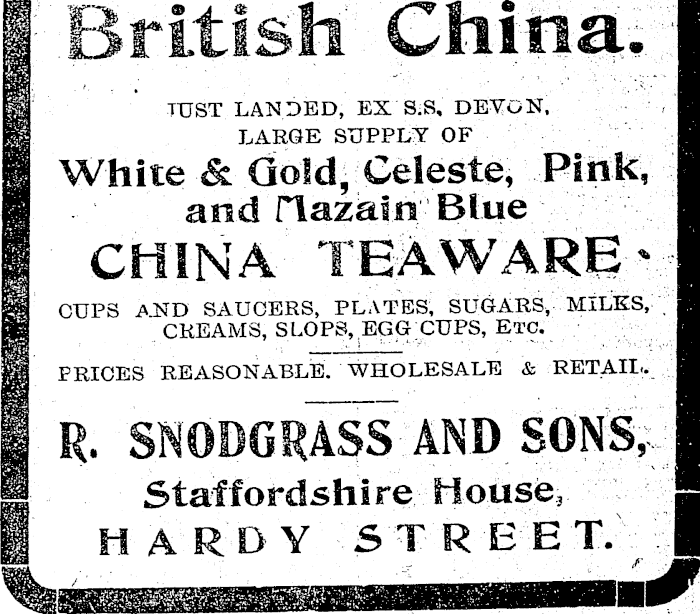 British China.
JUST LANDED, EX S.S. DEVON,
LARGE SUPPLY OF
White & Gold, Celeste, Pink,
and Mazain Blue
CHINA TEAWARE
CUPS AND SAUCERS, PLATES, SUGARS, MILKS,
CREAMS, SLOPS, EGG CUPS, ETC.
PRICES REASONABLE. WHOLESALE & RETAIL.
R. SNODGRASS AND SONS,
Staffordshire House,
HARDY STREET.